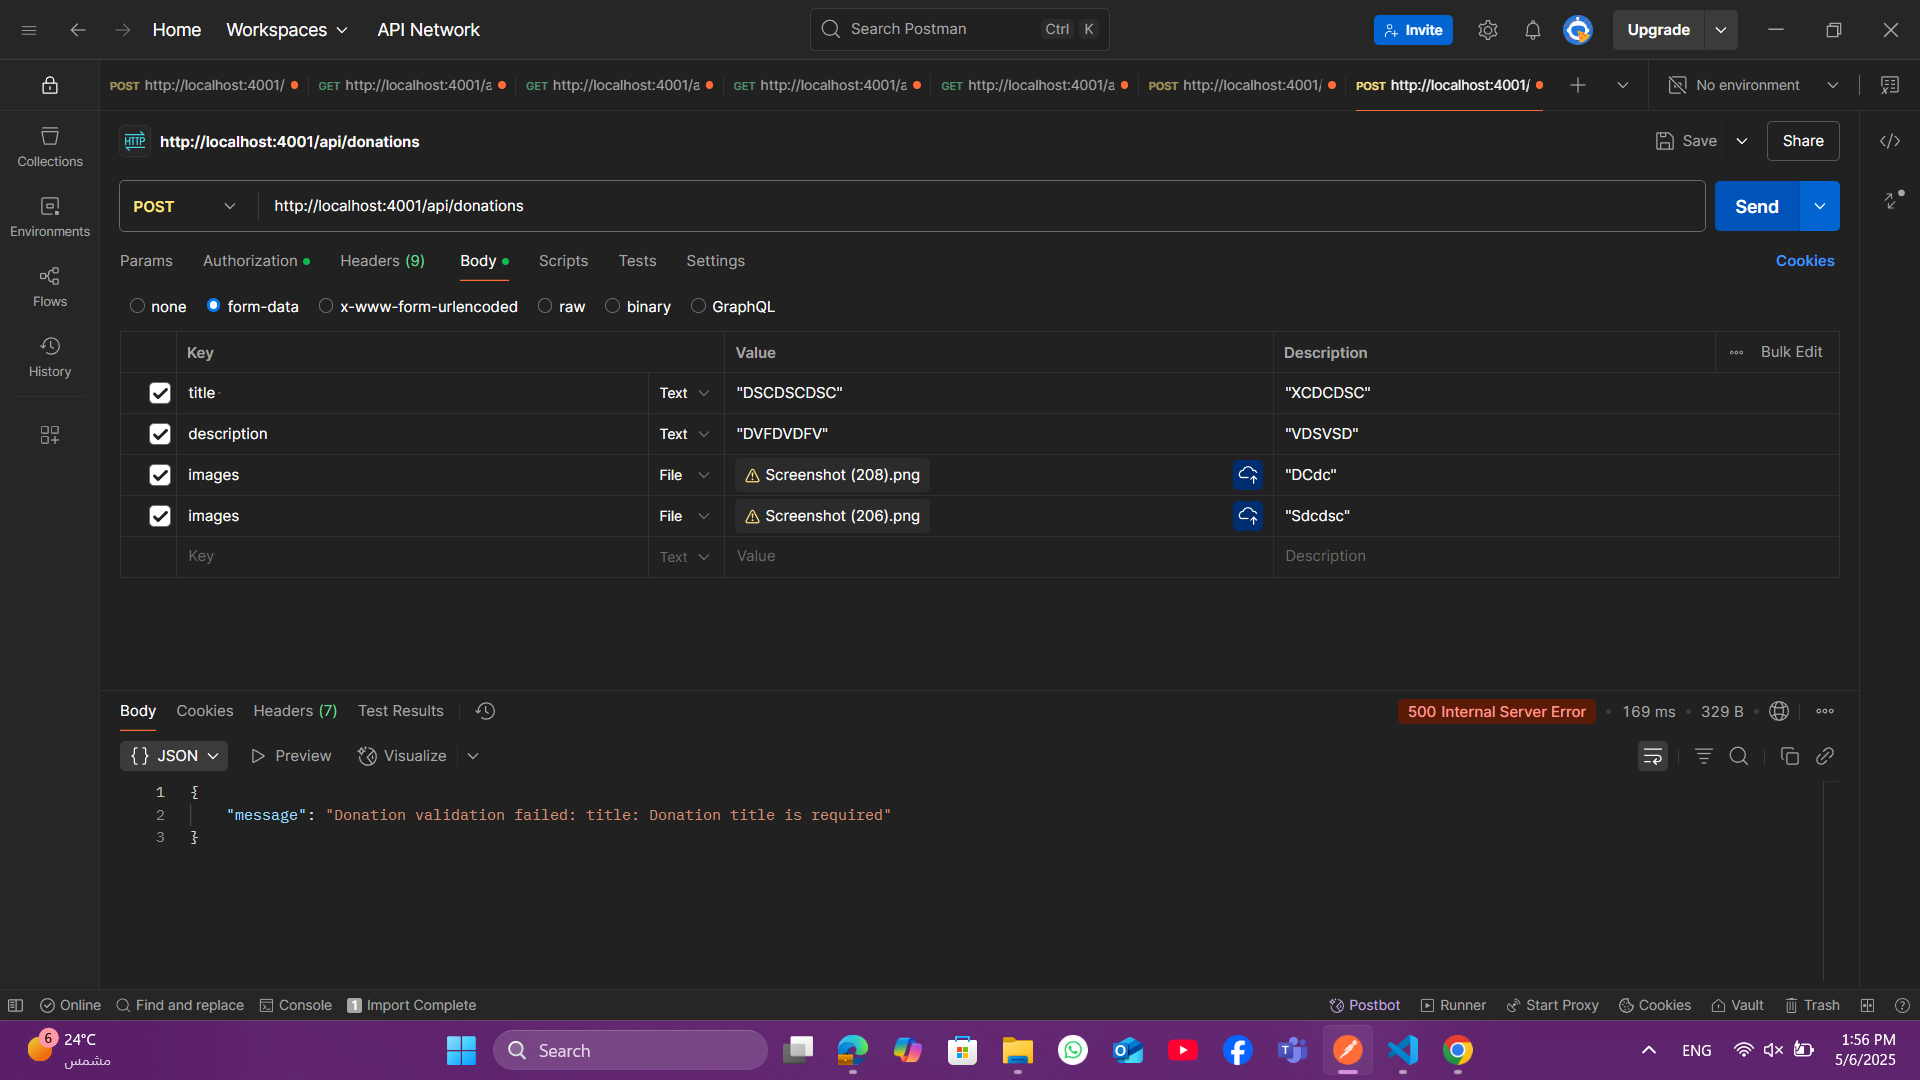 Home Workspaces API Network Search Postman Ctrl K Invite Upgrade
POST http://localhost:4001/ GET http://localhost:4001/a GET http://localhost:4001/a GET http://localhost:4001/a GET http://localhost:4001/a POST http://localhost:4001/ POST http://localhost:4001/ No environment
HTTP http://localhost:4001/api/donations Save Share
Collections
POST http://localhost:4001/api/donations Send
Environments
Params Authorization Headers (9) Body Scripts Tests Settings Cookies
Flows
none form-data x-www-form-urlencoded raw binary GraphQL
Key Value Description Bulk Edit
History
title Text "DSCDSCDSC" "XCDCDSC"
description Text "DVFDVDFV" "VDSVSD"
images File Screenshot (208).png "DCdc"
images File Screenshot (206).png "Sdcdsc"
Key Text Value Description
Body Cookies Headers (7) Test Results 500 Internal Server Error 169 ms 329 B
{} JSON Preview Visualize
1 {
2 "message": "Donation validation failed: title: Donation title is required"
3 }
Online Find and replace Console 1 Import Complete Postbot Runner Start Proxy Cookies Vault Trash
6 24°C
مشمس
Search
ENG
1:56 PM
5/6/2025